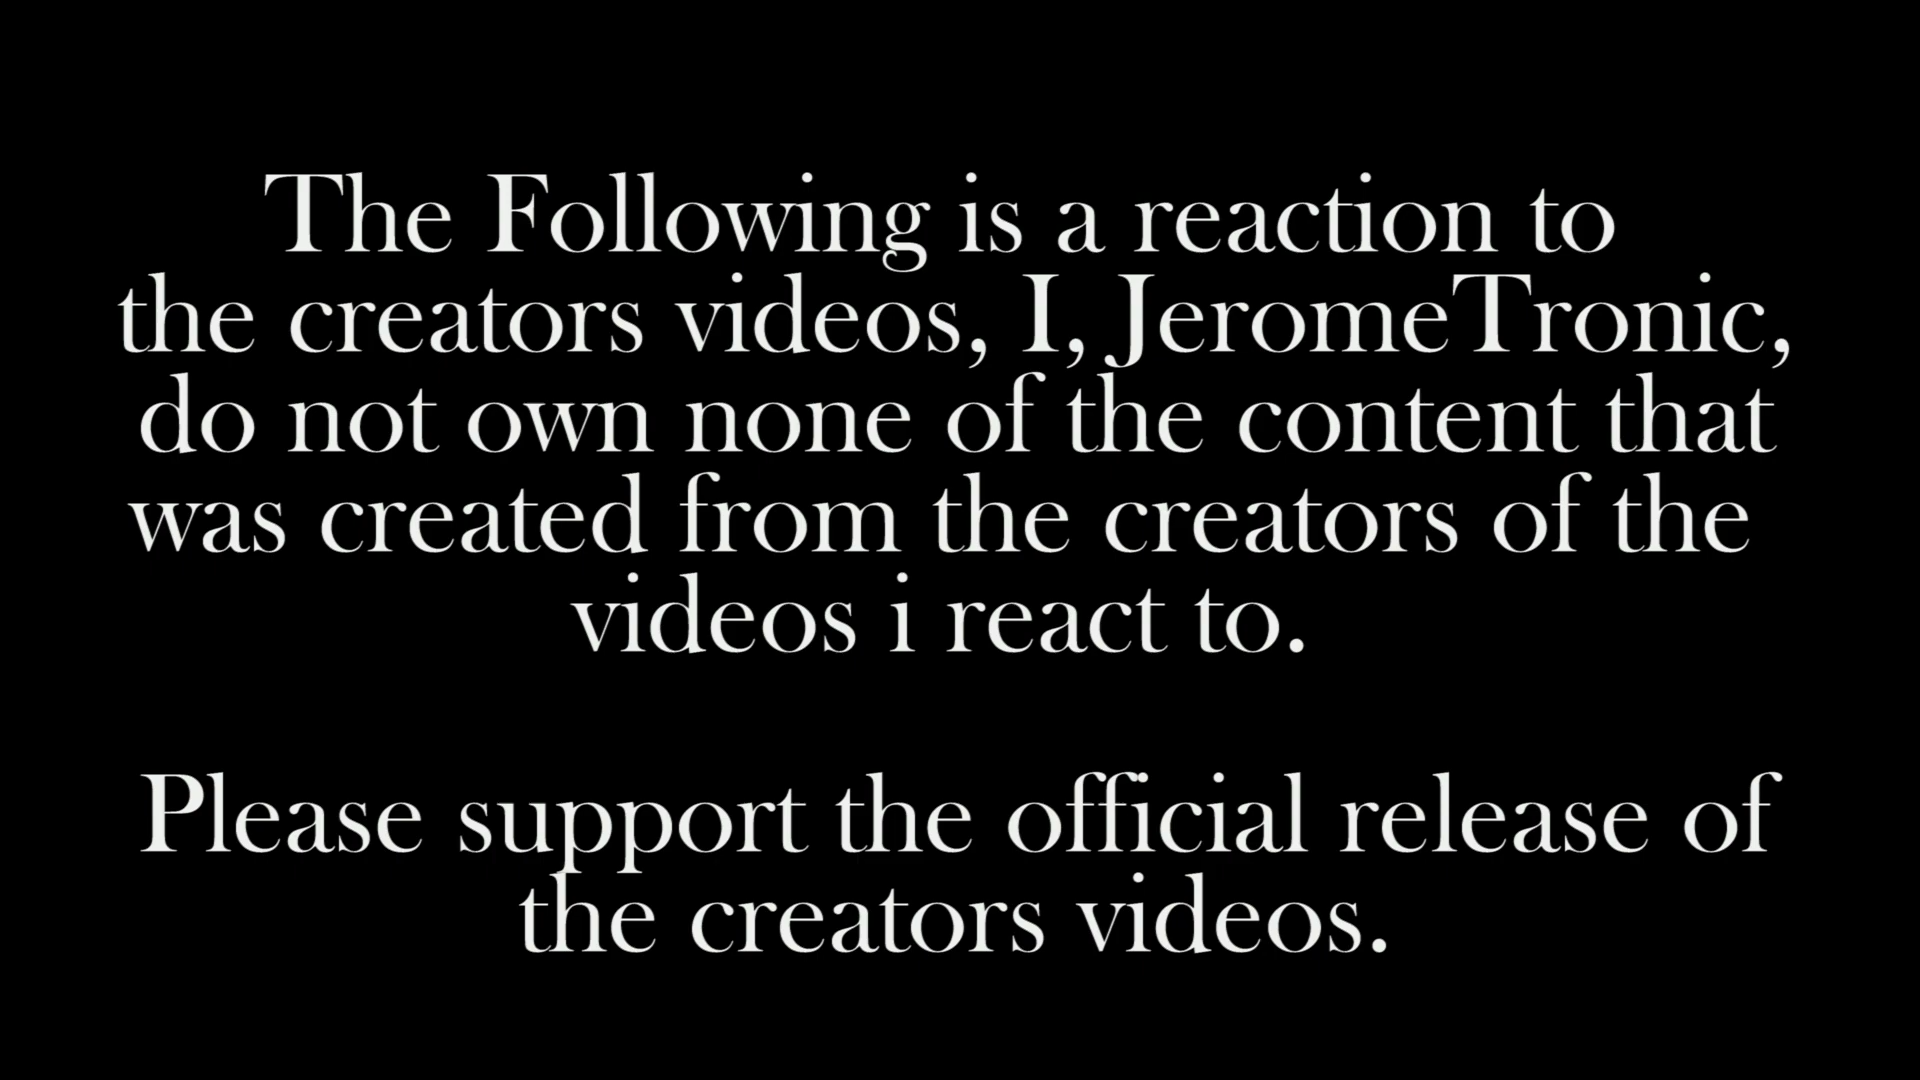 The Following is a reaction to
the creators videos, I, JeromeTronic,
do not own none of the content that
was created from the creators of the
videos i react to.
Please support the official release of
the creators videos.